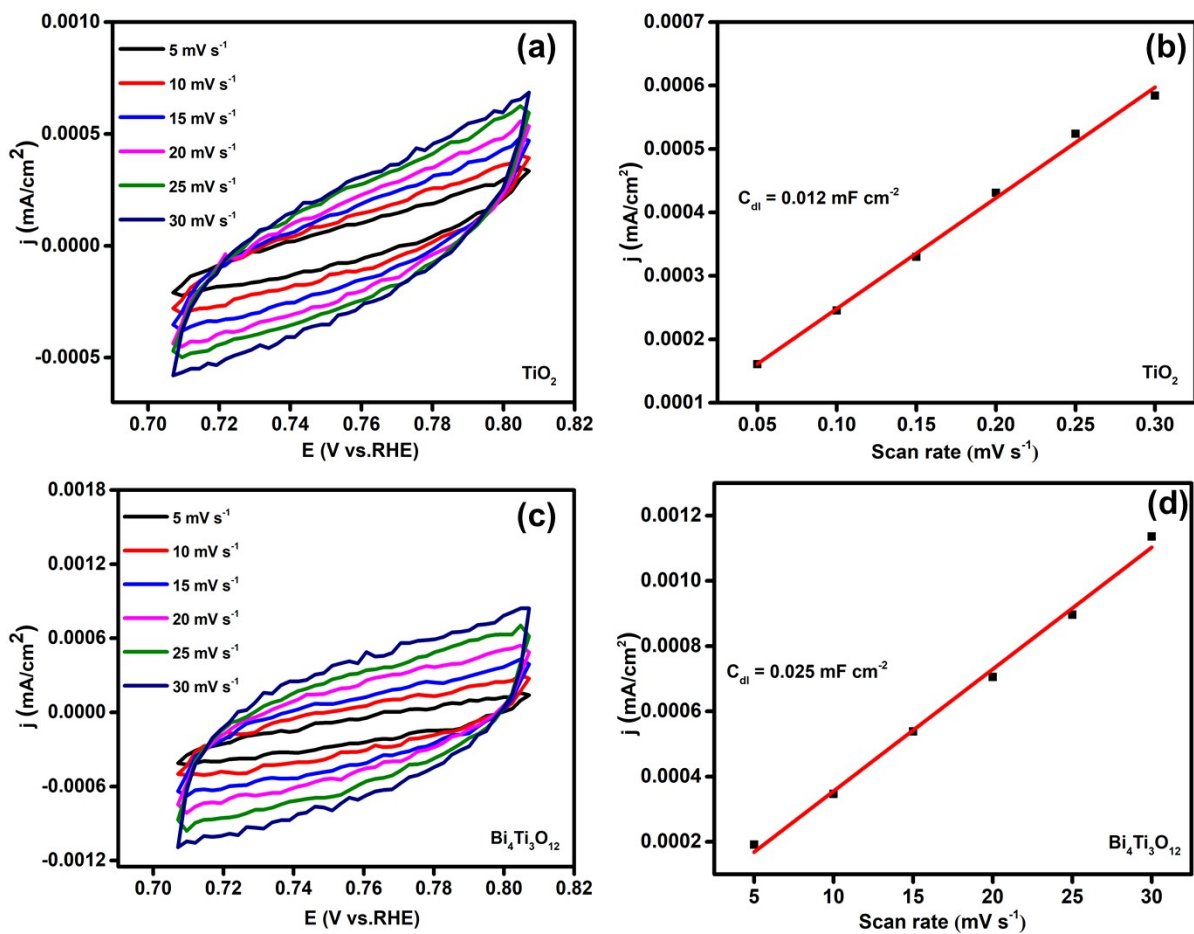 (a)
5 mV s⁻¹
10 mV s⁻¹
15 mV s⁻¹
20 mV s⁻¹
25 mV s⁻¹
30 mV s⁻¹
0.0010
0.0005
0.0000
-0.0005
j (mA/cm²)
TiO₂
0.70 0.72 0.74 0.76 0.78 0.80 0.82
E (V vs.RHE)
(b)
0.0007
0.0006
0.0005
0.0004
0.0003
0.0002
0.0001
j (mA/cm²)
C_dl = 0.012 mF cm⁻²
TiO₂
0.05 0.10 0.15 0.20 0.25 0.30
Scan rate (mV s⁻¹)
(c)
5 mV s⁻¹
10 mV s⁻¹
15 mV s⁻¹
20 mV s⁻¹
25 mV s⁻¹
30 mV s⁻¹
0.0018
0.0012
0.0006
0.0000
-0.0006
-0.0012
j (mA/cm²)
Bi₄Ti₃O₁₂
0.70 0.72 0.74 0.76 0.78 0.80 0.82
E (V vs.RHE)
(d)
0.0012
0.0010
0.0008
0.0006
0.0004
0.0002
j (mA/cm²)
C_dl = 0.025 mF cm⁻²
Bi₄Ti₃O₁₂
5 10 15 20 25 30
Scan rate (mV s⁻¹)